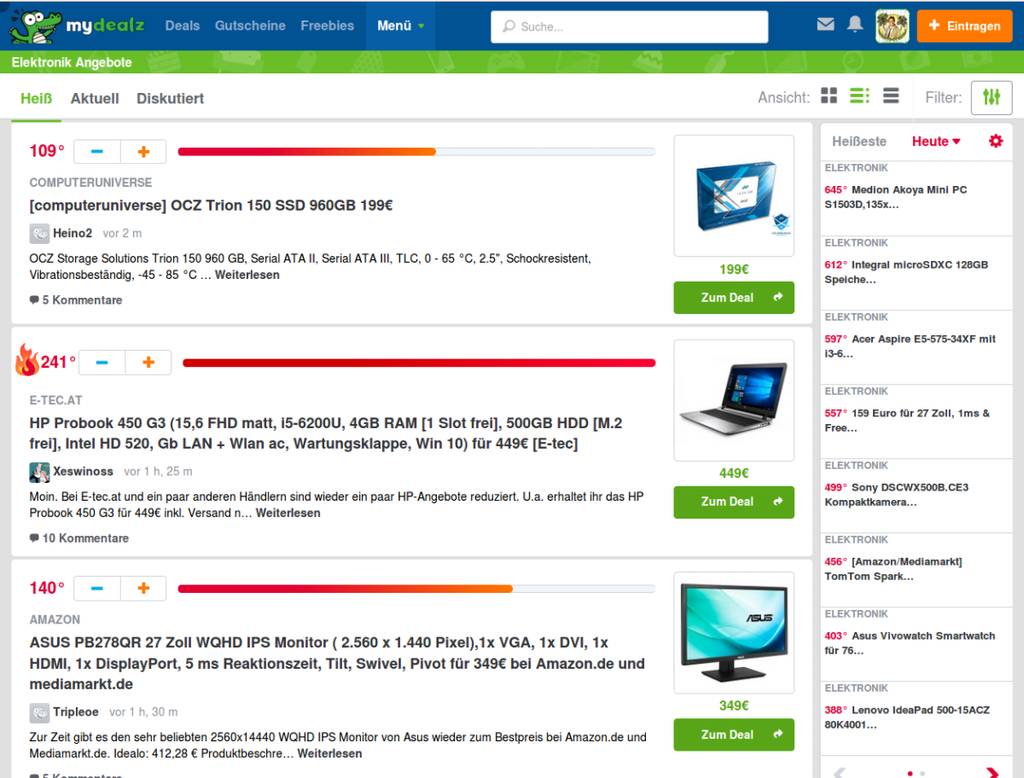 mydealz Deals Gutscheine Freebies Menü Suche... + Eintragen
Elektronik Angebote
Heiß Aktuell Diskutiert Ansicht: Filter:
109°
COMPUTERUNIVERSE
[computeruniverse] OCZ Trion 150 SSD 960GB 199€
Heino2 vor 2 m
OCZ Storage Solutions Trion 150 960 GB, Serial ATA II, Serial ATA III, TLC, 0 - 65 °C, 2.5", Schockresistent,
Vibrationsbeständig, -45 - 85 °C ... Weiterlesen
5 Kommentare
199€
Zum Deal
241°
E-TEC.AT
HP Probook 450 G3 (15,6 FHD matt, i5-6200U, 4GB RAM [1 Slot frei], 500GB HDD [M.2
frei], Intel HD 520, Gb LAN + Wlan ac, Wartungsklappe, Win 10) für 449€ [E-tec]
Xeswinoss vor 1 h, 25 m
Moin. Bei E-tec.at und ein paar anderen Händlern sind wieder ein paar HP-Angebote reduziert. U.a. erhaltet ihr das HP
Probook 450 G3 für 449€ inkl. Versand n... Weiterlesen
10 Kommentare
449€
Zum Deal
140°
AMAZON
ASUS PB278QR 27 Zoll WQHD IPS Monitor ( 2.560 x 1.440 Pixel),1x VGA, 1x DVI, 1x
HDMI, 1x DisplayPort, 5 ms Reaktionszeit, Tilt, Swivel, Pivot für 349€ bei Amazon.de und
mediamarkt.de
Tripleoe vor 1 h, 30 m
Zur Zeit gibt es den sehr beliebten 2560x14440 WQHD IPS Monitor von Asus wieder zum Bestpreis bei Amazon.de und
Mediamarkt.de. Idealo: 412,28 € Produktbeschre... Weiterlesen
5 Kommentare
ASUS
349€
Zum Deal
Heißeste Heute
ELEKTRONIK
645° Medion Akoya Mini PC
S1503D,135x...
ELEKTRONIK
612° Integral microSDXC 128GB
Speiche...
ELEKTRONIK
597° Acer Aspire E5-575-34XF mit
i3-6...
ELEKTRONIK
557° 159 Euro für 27 Zoll, 1ms &
Free...
ELEKTRONIK
499° Sony DSCWX500B.CE3
Kompaktkamera...
ELEKTRONIK
456° [Amazon/Mediamarkt]
TomTom Spark...
ELEKTRONIK
403° Asus Vivowatch Smartwatch
für 76...
ELEKTRONIK
388° Lenovo IdeaPad 500-15ACZ
80K4001...